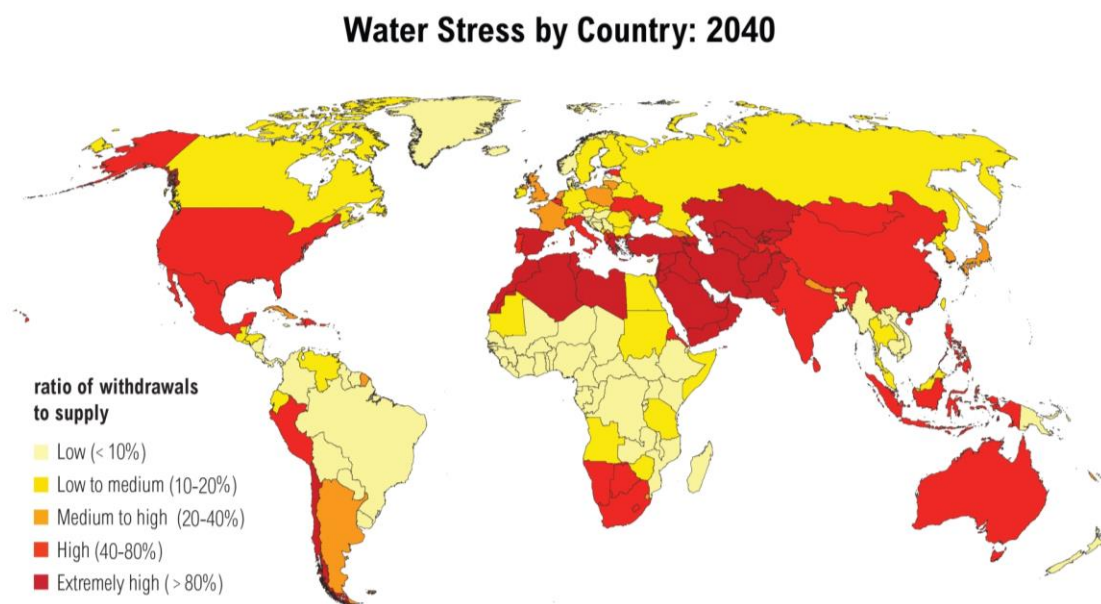 Water Stress by Country: 2040
ratio of withdrawals
to supply
Low (< 10%)
Low to medium (10-20%)
Medium to high (20-40%)
High (40-80%)
Extremely high (> 80%)